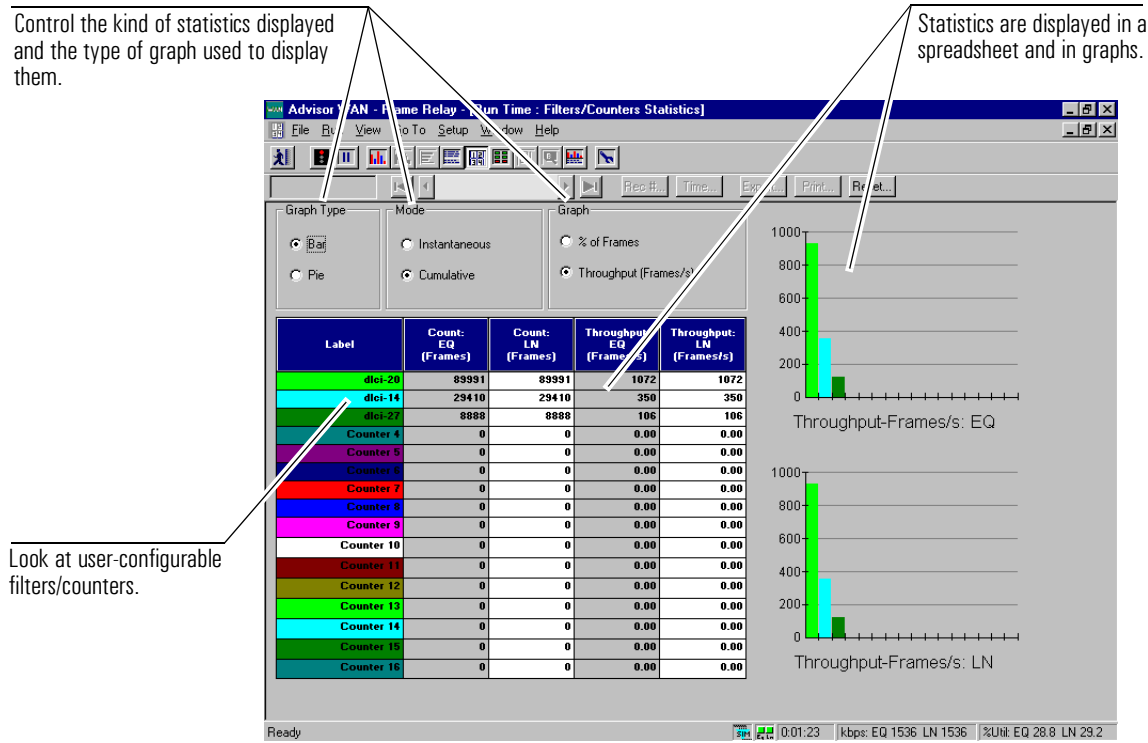 Control the kind of statistics displayed
and the type of graph used to display
them.
Statistics are displayed in a
spreadsheet and in graphs.
Advisor WAN - Frame Relay - [Run Time : Filters/Counters Statistics]
File Run View Go To Setup Window Help
Rec #... Time... Export... Print... Reset...
Graph Type Mode Graph
Bar Instantaneous % of Frames
Pie Cumulative Throughput (Frames/s)
Label Count: EQ (Frames) Count: LN (Frames) Throughput: EQ (Frames/s) Throughput: LN (Frames/s)
dlci-20 89991 89991 1072 1072
dlci-14 29410 29410 350 350
dlci-27 8888 8888 106 106
Counter 4 0 0 0.00 0.00
Counter 5 0 0 0.00 0.00
Counter 6 0 0 0.00 0.00
Counter 7 0 0 0.00 0.00
Counter 8 0 0 0.00 0.00
Counter 9 0 0 0.00 0.00
Counter 10 0 0 0.00 0.00
Counter 11 0 0 0.00 0.00
Counter 12 0 0 0.00 0.00
Counter 13 0 0 0.00 0.00
Counter 14 0 0 0.00 0.00
Counter 15 0 0 0.00 0.00
Counter 16 0 0 0.00 0.00
1000
800
600
400
200
0
Throughput-Frames/s: EQ
1000
800
600
400
200
0
Throughput-Frames/s: LN
Look at user-configurable
filters/counters.
Ready SIM Eq Ln 0:01:23 kbps: EQ 1536 LN 1536 %Util: EQ 28.8 LN 29.2